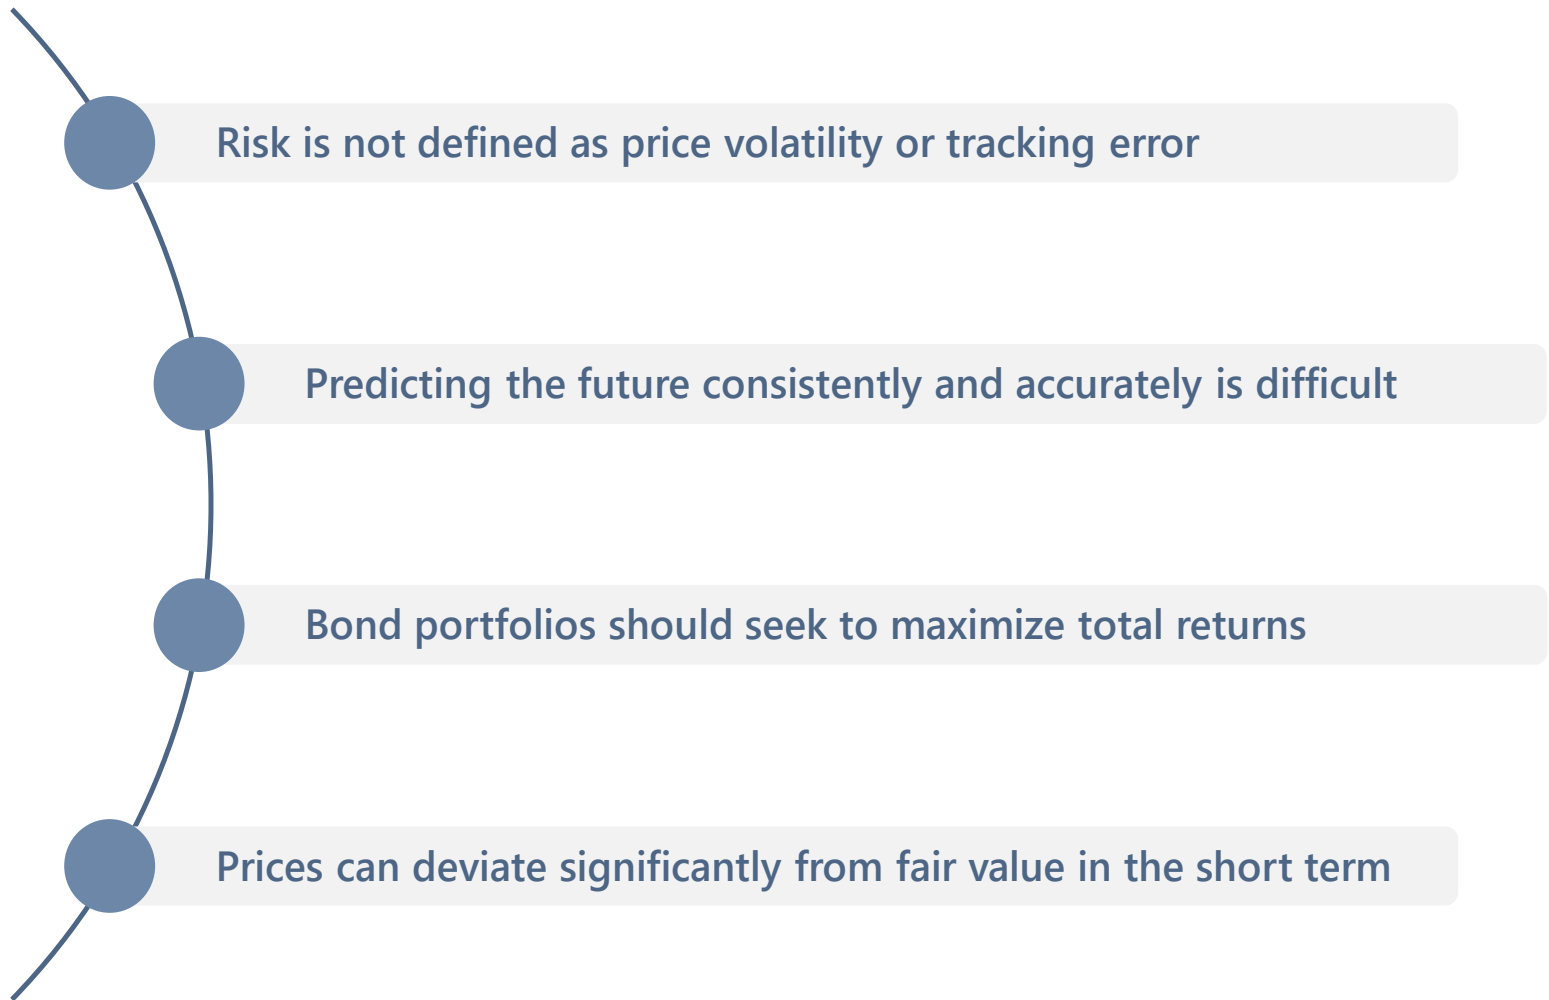 Risk is not defined as price volatility or tracking error
Predicting the future consistently and accurately is difficult
Bond portfolios should seek to maximize total returns
Prices can deviate significantly from fair value in the short term